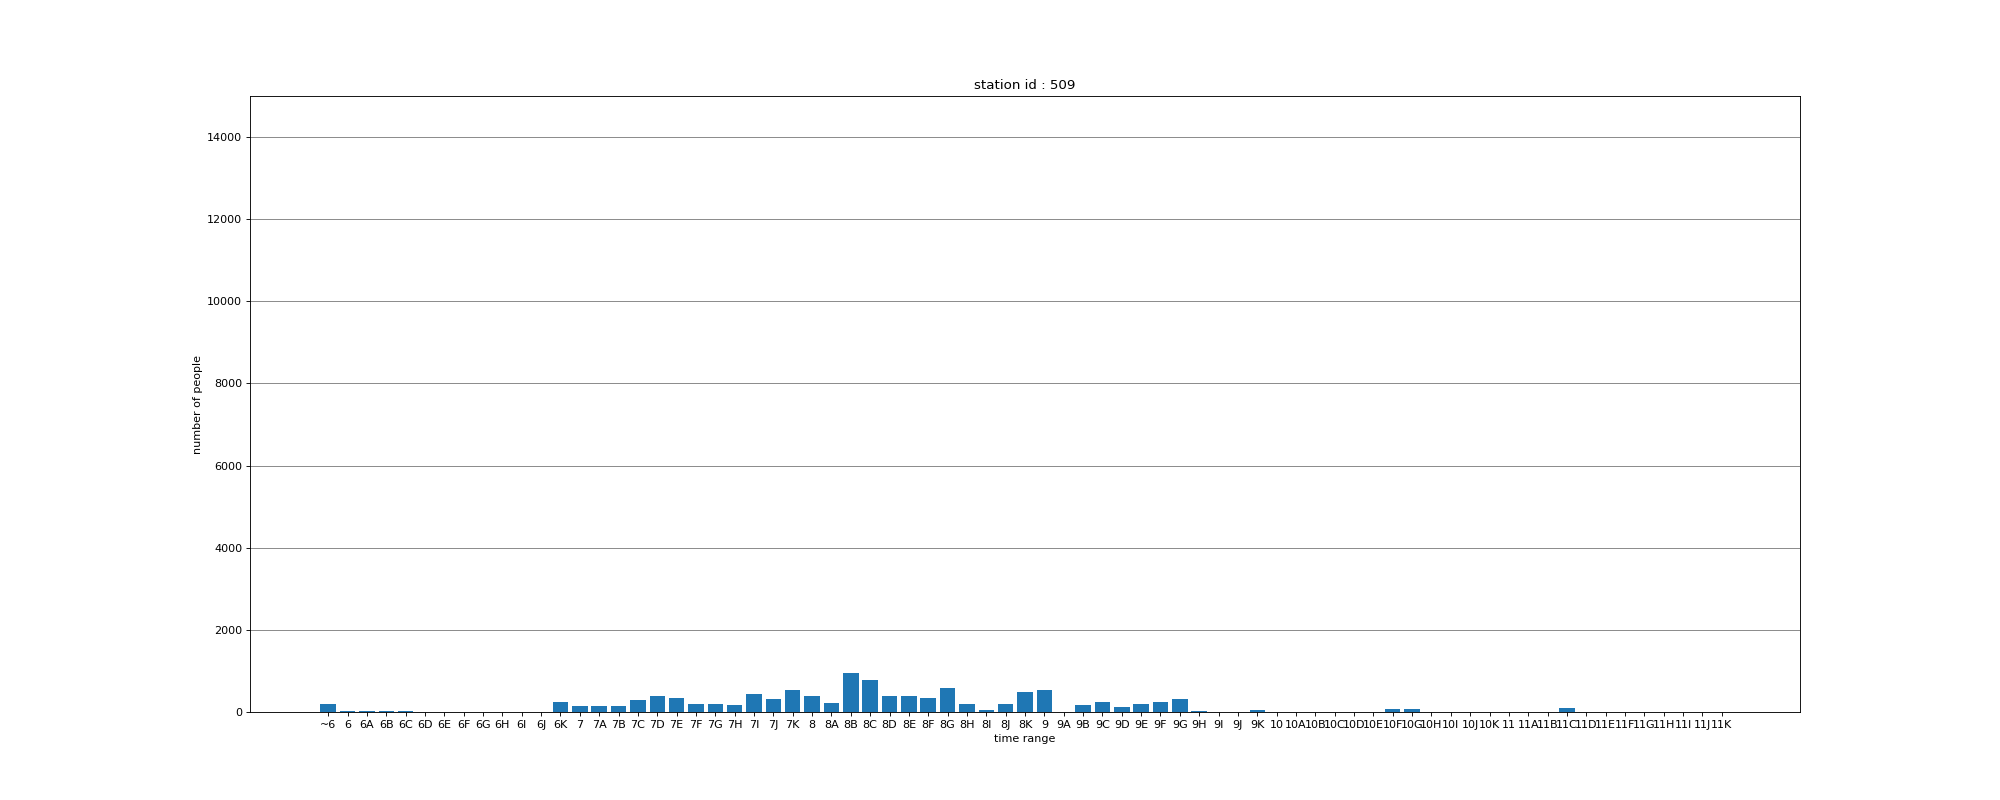 station id : 509
14000
12000
10000
8000
6000
4000
2000
0
number of people
~6 6 6A 6B 6C 6D 6E 6F 6G 6H 6I 6J 6K 7 7A 7B 7C 7D 7E 7F 7G 7H 7I 7J 7K 8 8A 8B 8C 8D 8E 8F 8G 8H 8I 8J 8K 9 9A 9B 9C 9D 9E 9F 9G 9H 9I 9J 9K 10 10A 10B 10C 10D 10E 10F 10G 10H 10I 10J 10K 11 11A 11B 11C 11D 11E 11F 11G 11H 11I 11J 11K
time range